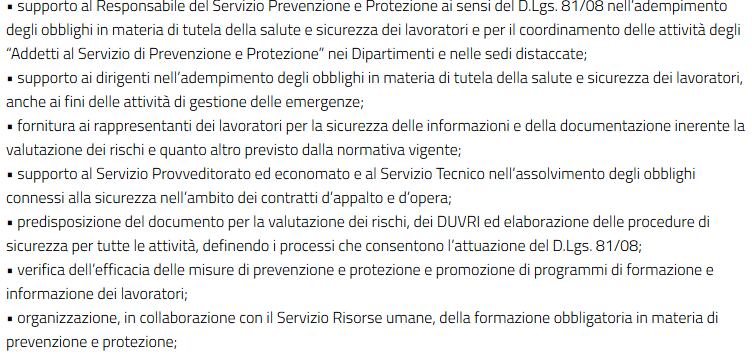 ▪ supporto al Responsabile del Servizio Prevenzione e Protezione ai sensi del D.Lgs. 81/08 nell’adempimento
degli obblighi in materia di tutela della salute e sicurezza dei lavoratori e per il coordinamento delle attività degli
“Addetti al Servizio di Prevenzione e Protezione” nei Dipartimenti e nelle sedi distaccate;
▪ supporto ai dirigenti nell’adempimento degli obblighi in materia di tutela della salute e sicurezza dei lavoratori,
anche ai fini delle attività di gestione delle emergenze;
▪ fornitura ai rappresentanti dei lavoratori per la sicurezza delle informazioni e della documentazione inerente la
valutazione dei rischi e quanto altro previsto dalla normativa vigente;
▪ supporto al Servizio Provveditorato ed economato e al Servizio Tecnico nell’assolvimento degli obblighi
connessi alla sicurezza nell’ambito dei contratti d’appalto e d’opera;
▪ predisposizione del documento per la valutazione dei rischi, dei DUVRI ed elaborazione delle procedure di
sicurezza per tutte le attività, definendo i processi che consentono l’attuazione del D.Lgs. 81/08;
▪ verifica dell’efficacia delle misure di prevenzione e protezione e promozione di programmi di formazione e
informazione dei lavoratori;
▪ organizzazione, in collaborazione con il Servizio Risorse umane, della formazione obbligatoria in materia di
prevenzione e protezione;